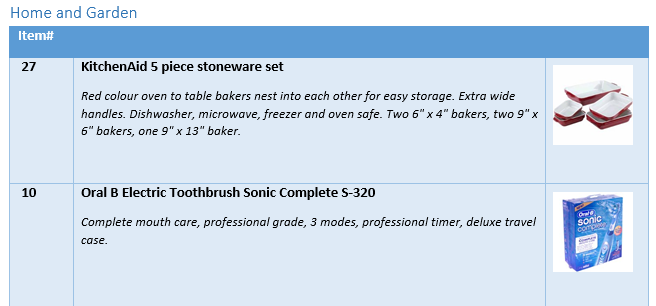 Home and Garden
Item#
27
KitchenAid 5 piece stoneware set
Red colour oven to table bakers nest into each other for easy storage. Extra wide
handles. Dishwasher, microwave, freezer and oven safe. Two 6" x 4" bakers, two 9" x
6" bakers, one 9" x 13" baker.
10
Oral B Electric Toothbrush Sonic Complete S-320
Complete mouth care, professional grade, 3 modes, professional timer, deluxe travel
case.
Oral-B
sonic
complete